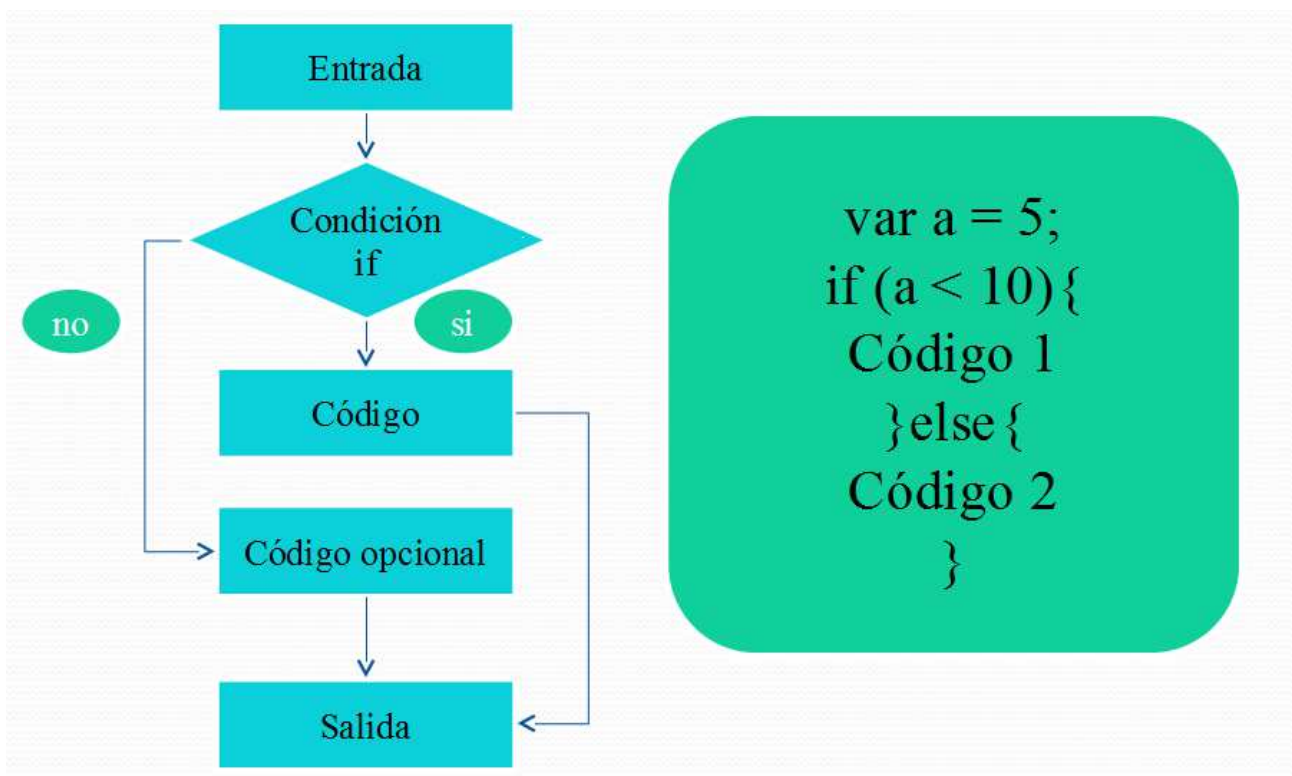 Entrada
Condición
if
no
si
Código
Código opcional
Salida
var a = 5;
if (a < 10){
Código 1
}else{
Código 2
}